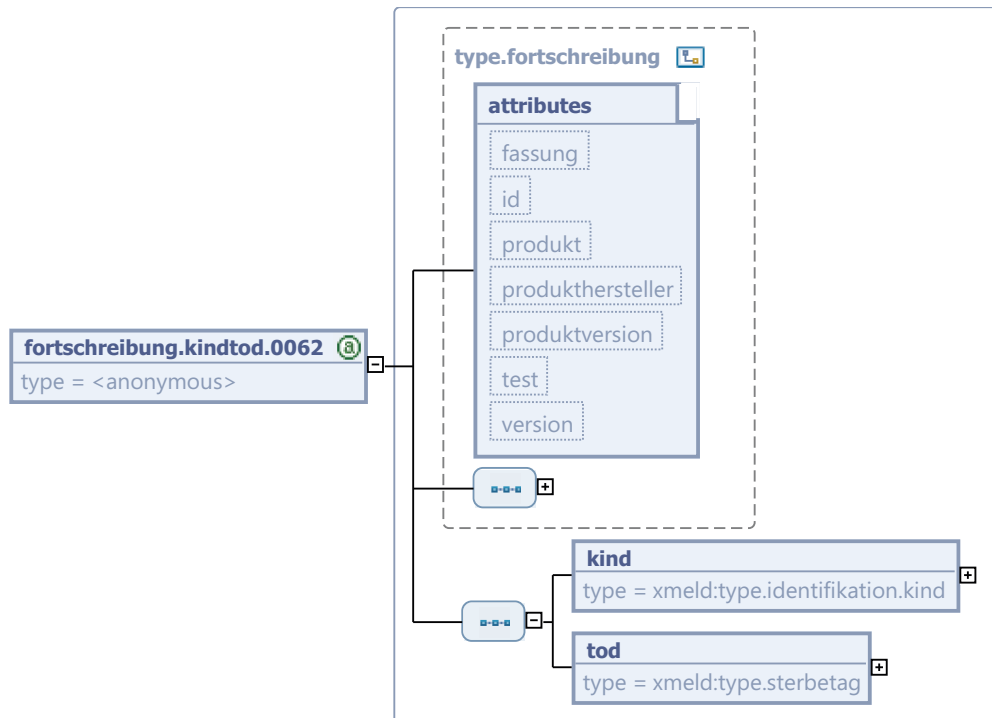 type.fortschreibung
attributes
fassung
id
produkt
produkthersteller
produktversion
test
version
fortschreibung.kindtod.0062
type = <anonymous>
kind
type = xmeld:type.identifikation.kind
tod
type = xmeld:type.sterbetag